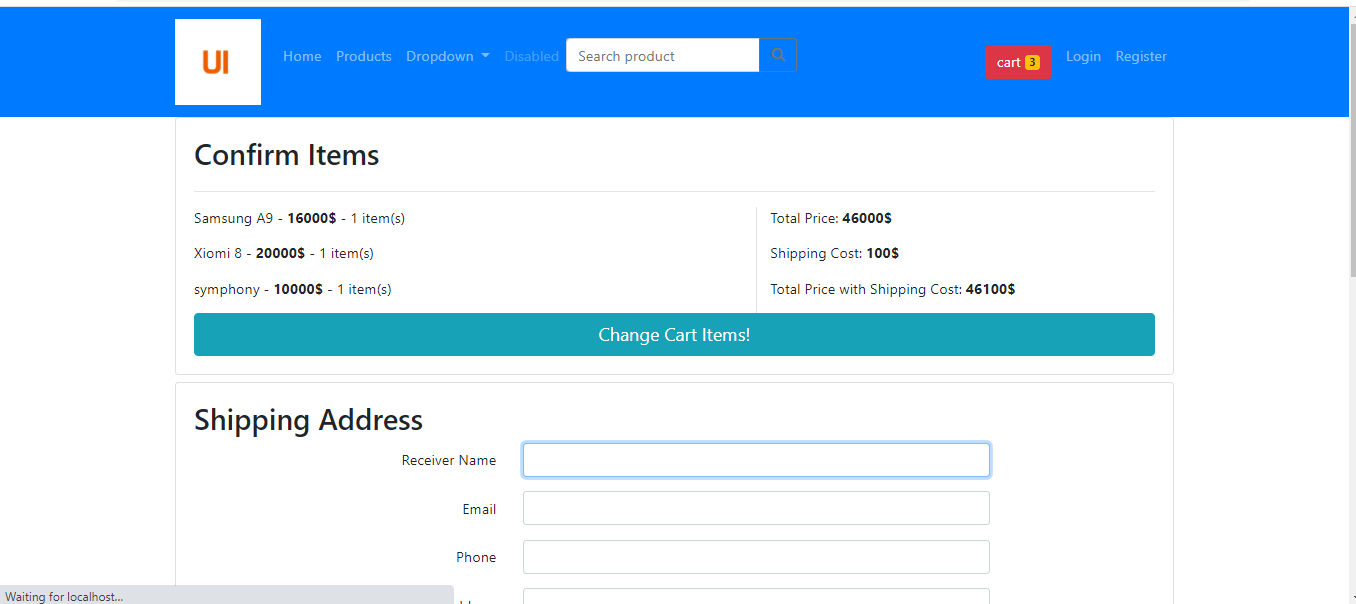 UI
Home Products Dropdown Disabled Search product cart 3 Login Register
Confirm Items
Samsung A9 - 16000$ - 1 item(s)
Xiomi 8 - 20000$ - 1 item(s)
symphony - 10000$ - 1 item(s)
Total Price: 46000$
Shipping Cost: 100$
Total Price with Shipping Cost: 46100$
Change Cart Items!
Shipping Address
Receiver Name
Email
Phone
Waiting for localhost...